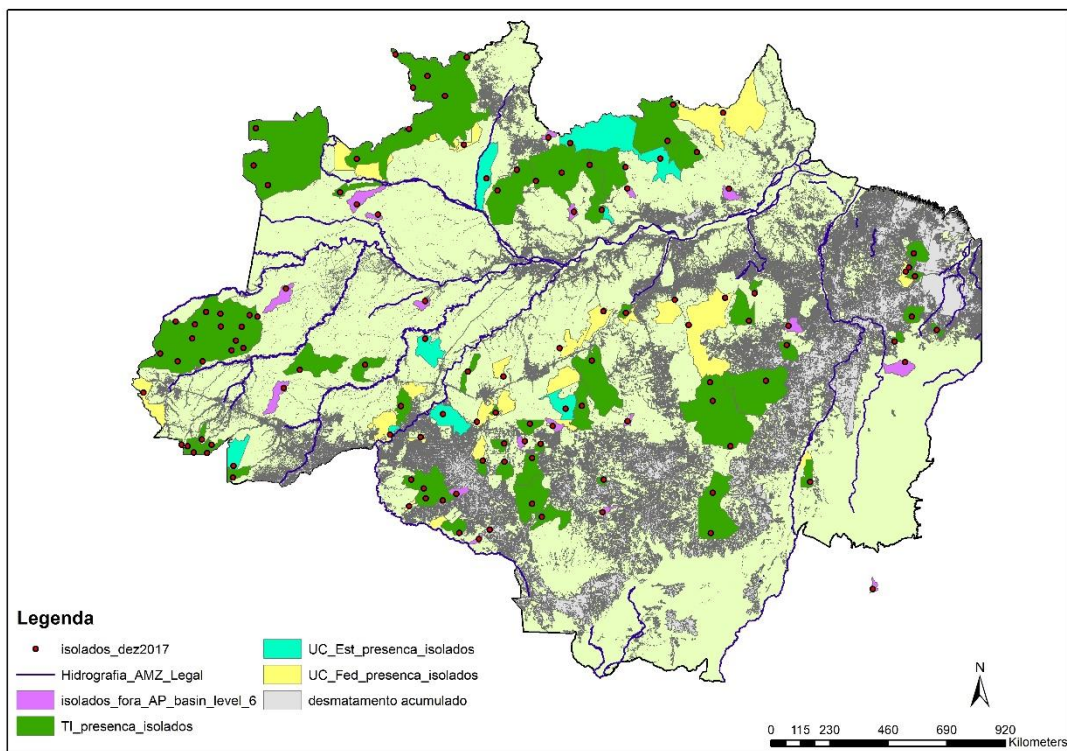 Legenda
isolados_dez2017
Hidrografia_AMZ_Legal
isolados_fora_AP_basin_level_6
TI_presenca_isolados
UC_Est_presenca_isolados
UC_Fed_presenca_isolados
desmatamento acumulado
N
0 115 230 460 690 920
Kilometers